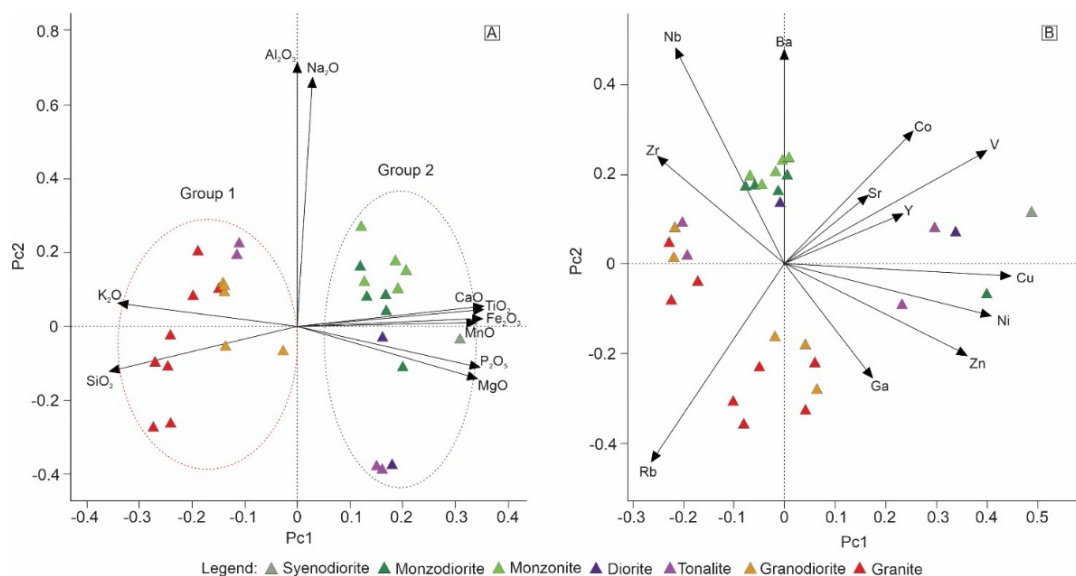 A
Al₂O₃
Na₂O
Group 1
Group 2
K₂O
SiO₂
CaO
TiO₂
Fe₂O₃
MnO
P₂O₅
MgO
Pc2
0.8
0.6
0.4
0.2
0
-0.2
-0.4
-0.4
-0.3
-0.2
-0.1
0
0.1
0.2
0.3
0.4
Pc1
B
Nb
Ba
Co
V
Zr
Sr
Y
Cu
Ni
Zn
Ga
Rb
Pc2
0.4
0.2
0
-0.2
-0.4
-0.3
-0.2
-0.1
0
0.1
0.2
0.3
0.4
0.5
Pc1
Legend: Syenodiorite Monzodiorite Monzonite Diorite Tonalite Granodiorite Granite